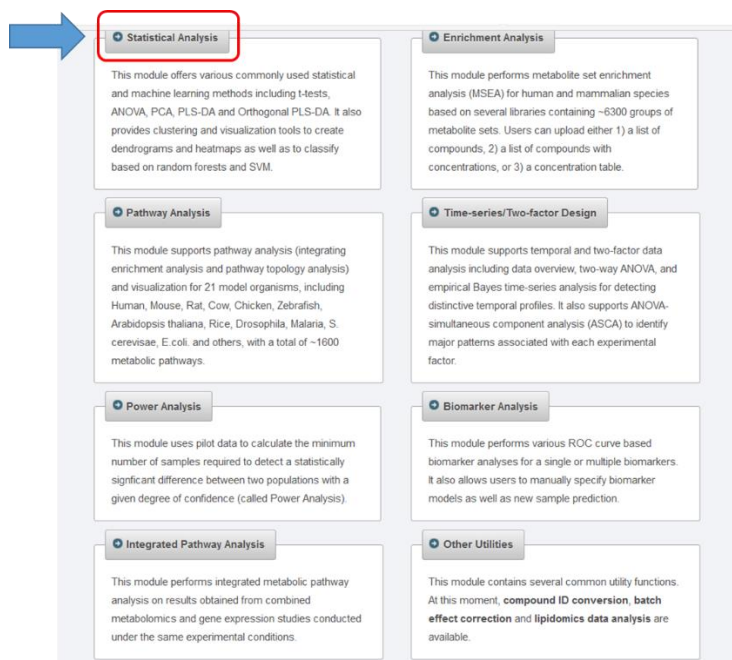 Statistical Analysis
This module offers various commonly used statistical
and machine learning methods including t-tests,
ANOVA, PCA, PLS-DA and Orthogonal PLS-DA. It also
provides clustering and visualization tools to create
dendrograms and heatmaps as well as to classify
based on random forests and SVM.
Enrichment Analysis
This module performs metabolite set enrichment
analysis (MSEA) for human and mammalian species
based on several libraries containing ~6300 groups of
metabolite sets. Users can upload either 1) a list of
compounds, 2) a list of compounds with
concentrations, or 3) a concentration table.
Pathway Analysis
This module supports pathway analysis (integrating
enrichment analysis and pathway topology analysis)
and visualization for 21 model organisms, including
Human, Mouse, Rat, Cow, Chicken, Zebrafish,
Arabidopsis thaliana, Rice, Drosophila, Malaria, S.
cerevisae, E.coli. and others, with a total of ~1600
metabolic pathways.
Time-series/Two-factor Design
This module supports temporal and two-factor data
analysis including data overview, two-way ANOVA, and
empirical Bayes time-series analysis for detecting
distinctive temporal profiles. It also supports ANOVA-
simultaneous component analysis (ASCA) to identify
major patterns associated with each experimental
factor.
Power Analysis
This module uses pilot data to calculate the minimum
number of samples required to detect a statistically
signficant difference between two populations with a
given degree of confidence (called Power Analysis).
Biomarker Analysis
This module performs various ROC curve based
biomarker analyses for a single or multiple biomarkers.
It also allows users to manually specify biomarker
models as well as new sample prediction.
Integrated Pathway Analysis
This module performs integrated metabolic pathway
analysis on results obtained from combined
metabolomics and gene expression studies conducted
under the same experimental conditions.
Other Utilities
This module contains several common utility functions.
At this moment, compound ID conversion, batch
effect correction and lipidomics data analysis are
available.